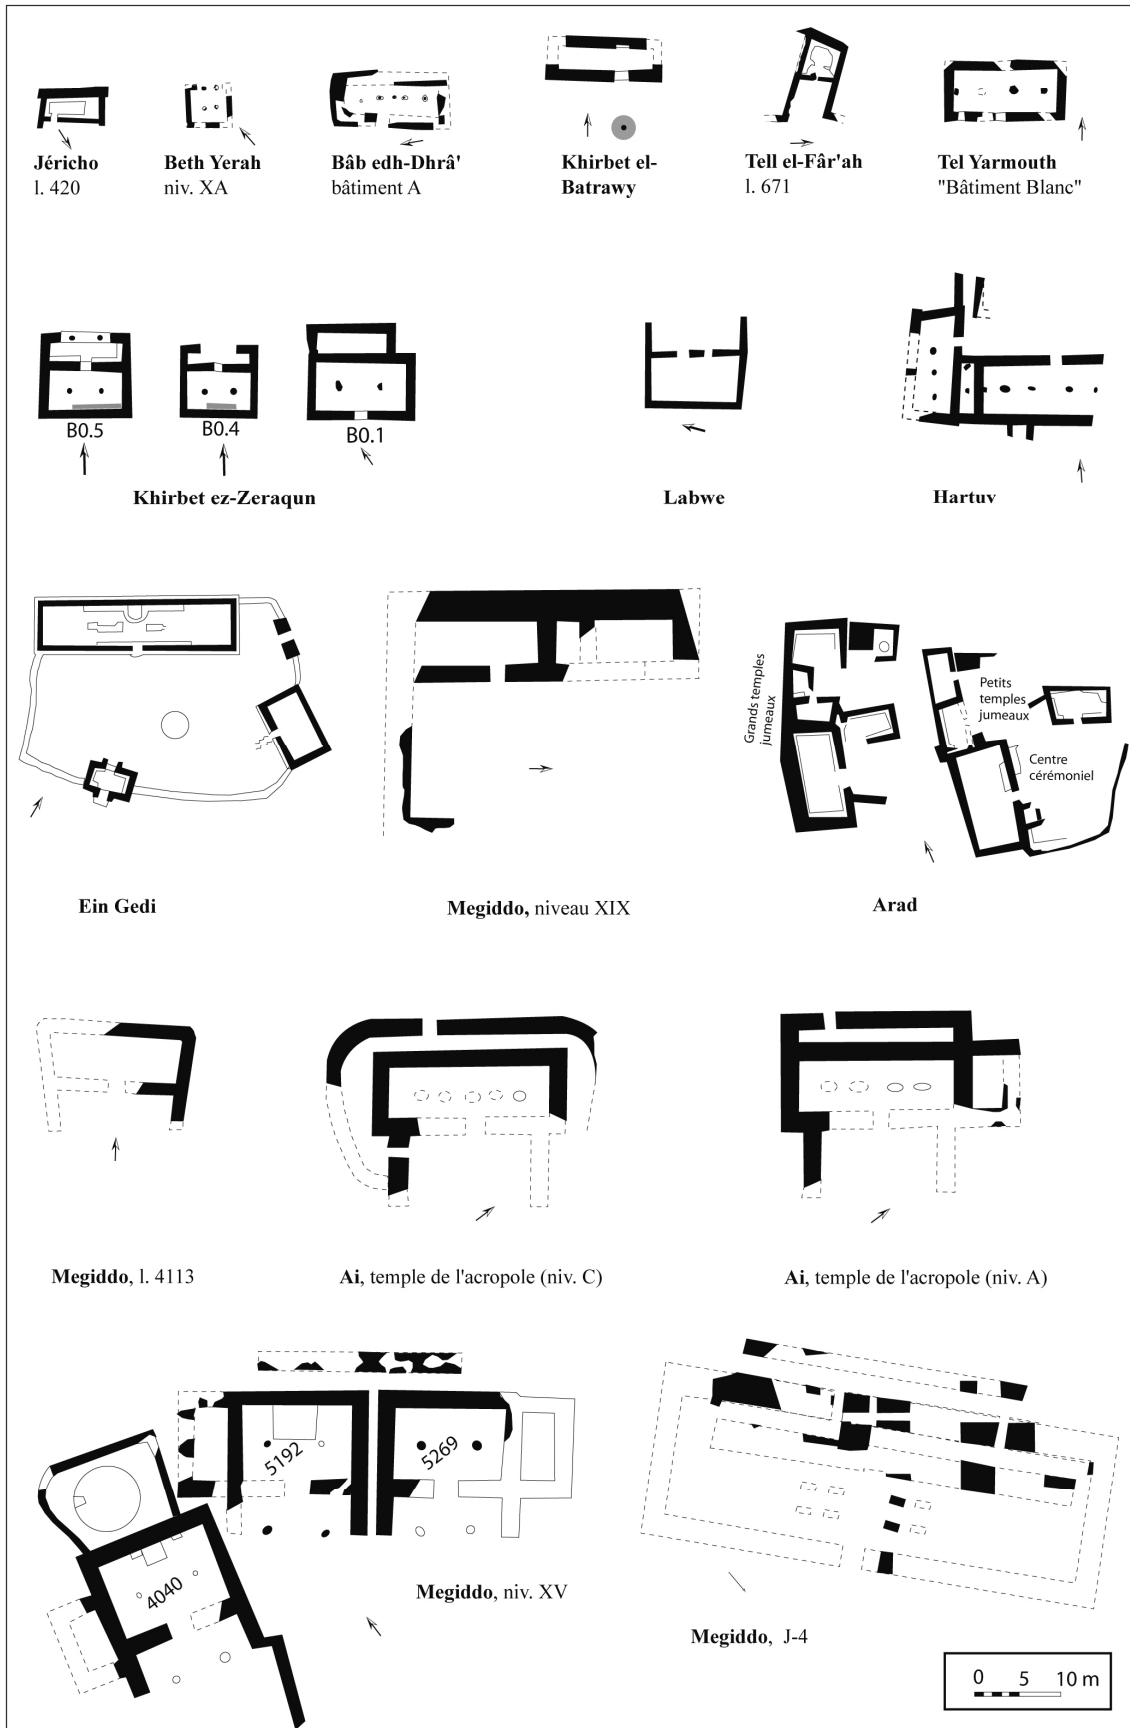 Jéricho
l. 420
Beth Yerah
niv. XA
Bâb edh-Dhrâ'
bâtiment A
Khirbet el-
Batrawy
Tell el-Fâr'ah
l. 671
Tel Yarmouth
"Bâtiment Blanc"
B0.5
B0.4
B0.1
Khirbet ez-Zeraqun
Labwe
Hartuv
Grands temples
jumeaux
Petits
temples
jumeaux
Centre
cérémoniel
Ein Gedi
Megiddo, niveau XIX
Arad
Megiddo, l. 4113
Ai, temple de l'acropole (niv. C)
Ai, temple de l'acropole (niv. A)
5192
5269
4040
Megiddo, niv. XV
Megiddo, J-4
0 5 10 m